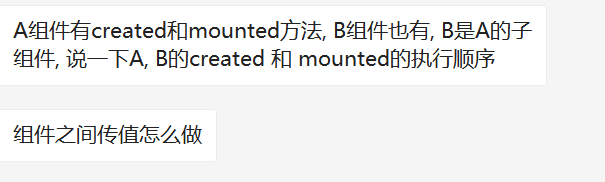 A组件有created和mounted方法, B组件也有, B是A的子
组件, 说一下A, B的created 和 mounted的执行顺序
组件之间传值怎么做